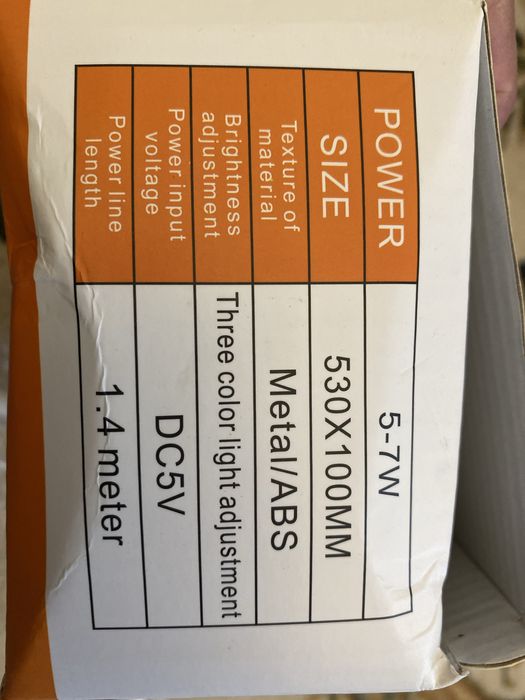 POWER 5-7W
SIZE 530X100MM
Texture of
material Metal/ABS
Brightness
adjustment Three color light adjustment
Power input
voltage DC5V
Power line
length 1.4 meter